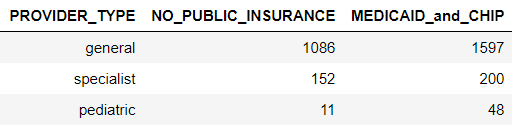 PROVIDER_TYPE NO_PUBLIC_INSURANCE MEDICAID_and_CHIP
general 1086 1597
specialist 152 200
pediatric 11 48